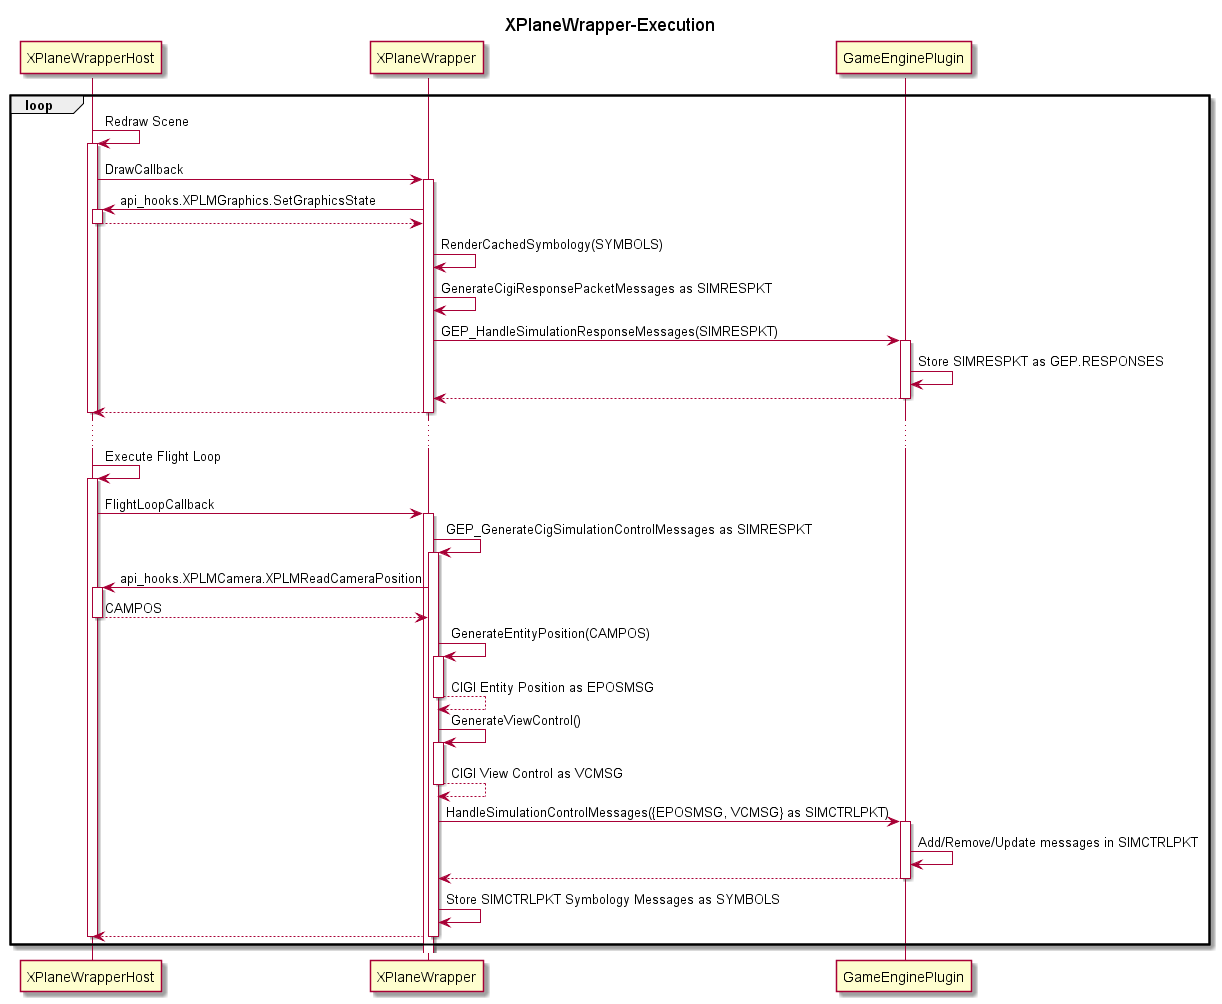 XPlaneWrapper-Execution
XPlaneWrapperHost
XPlaneWrapper
GameEnginePlugin
loop
Redraw Scene
DrawCallback
api_hooks.XPLMGraphics.SetGraphicsState
RenderCachedSymbology(SYMBOLS)
GenerateCigiResponsePacketMessages as SIMRESPKT
GEP_HandleSimulationResponseMessages(SIMRESPKT)
Store SIMRESPKT as GEP.RESPONSES
Execute Flight Loop
FlightLoopCallback
GEP_GenerateCigSimulationControlMessages as SIMRESPKT
api_hooks.XPLMCamera.XPLMReadCameraPosition
CAMPOS
GenerateEntityPosition(CAMPOS)
CIGI Entity Position as EPOSMSG
GenerateViewControl()
CIGI View Control as VCMSG
HandleSimulationControlMessages({EPOSMSG, VCMSG} as SIMCTRLPKT)
Add/Remove/Update messages in SIMCTRLPKT
Store SIMCTRLPKT Symbology Messages as SYMBOLS
XPlaneWrapperHost
XPlaneWrapper
GameEnginePlugin